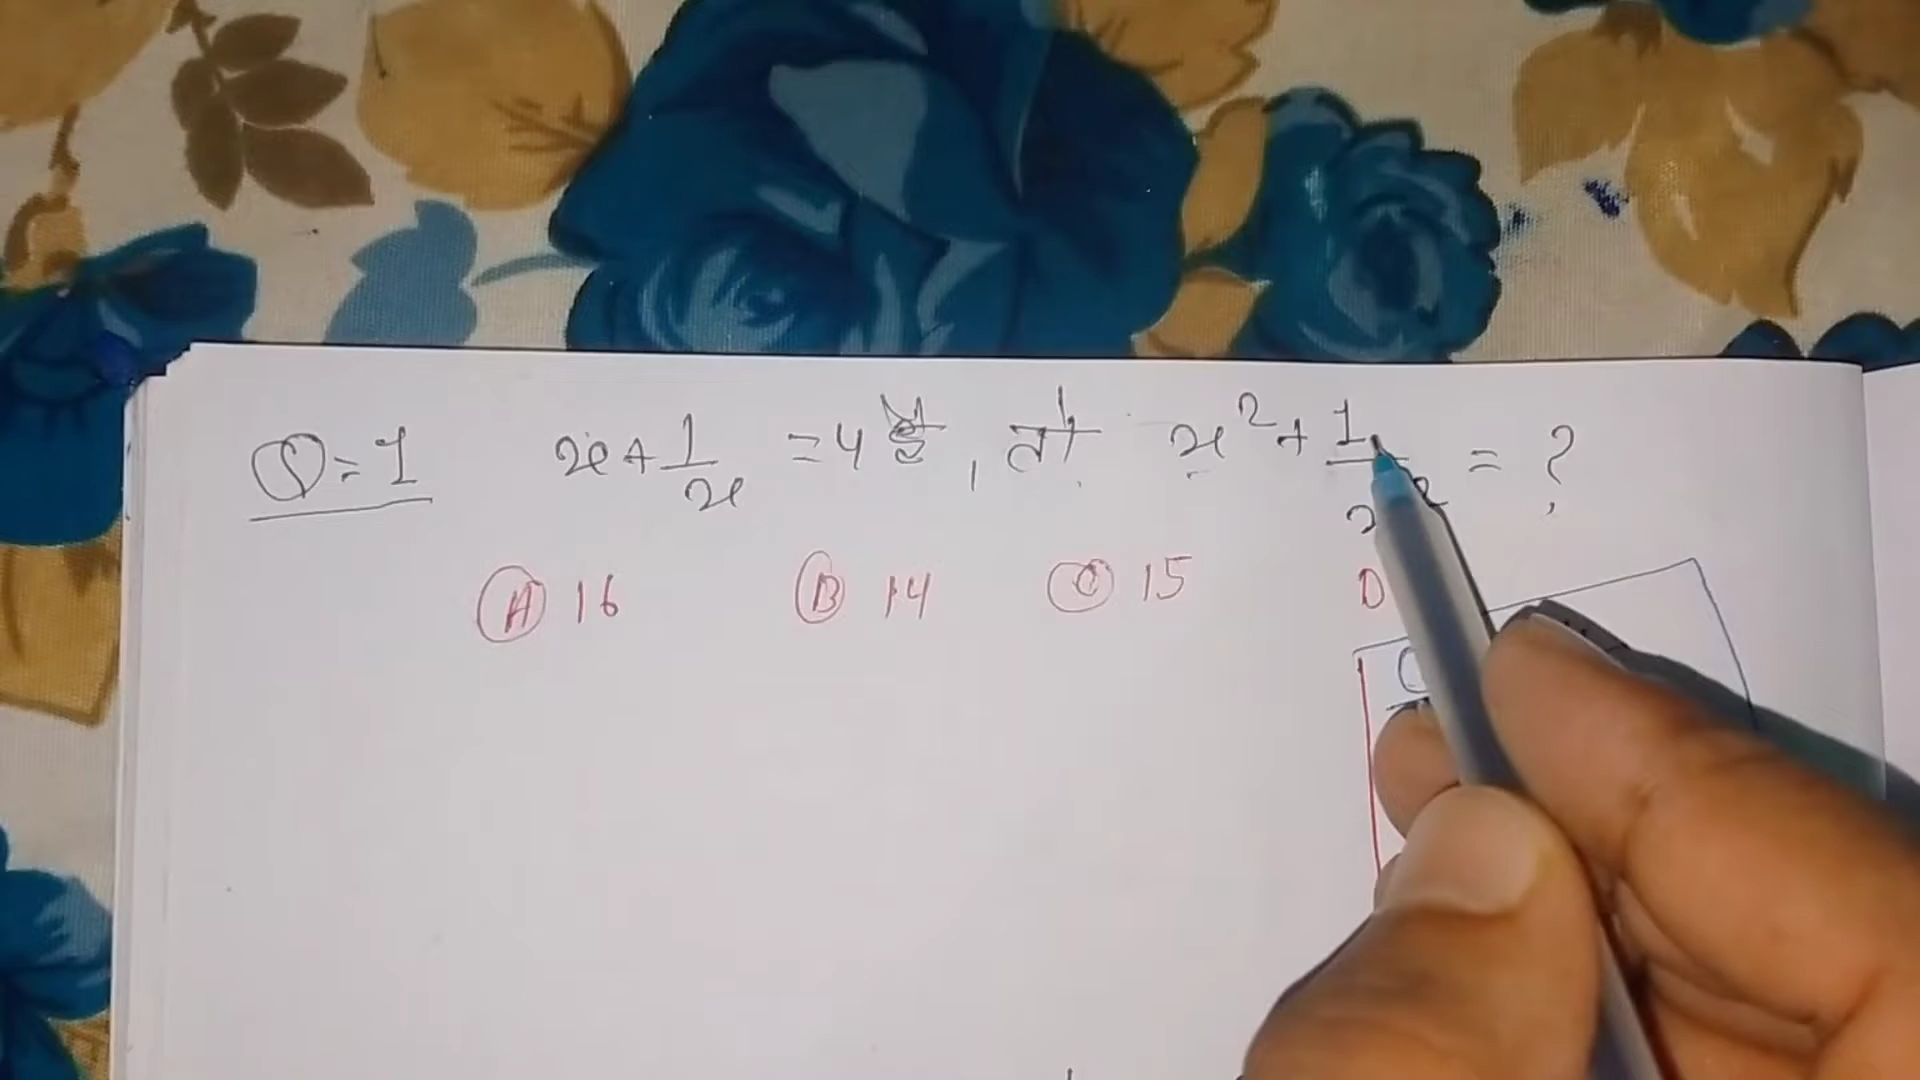 Q=1 x+1/x =4 है, तो x²+1/x² = ?
(A) 16 (B) 14 (C) 15 D